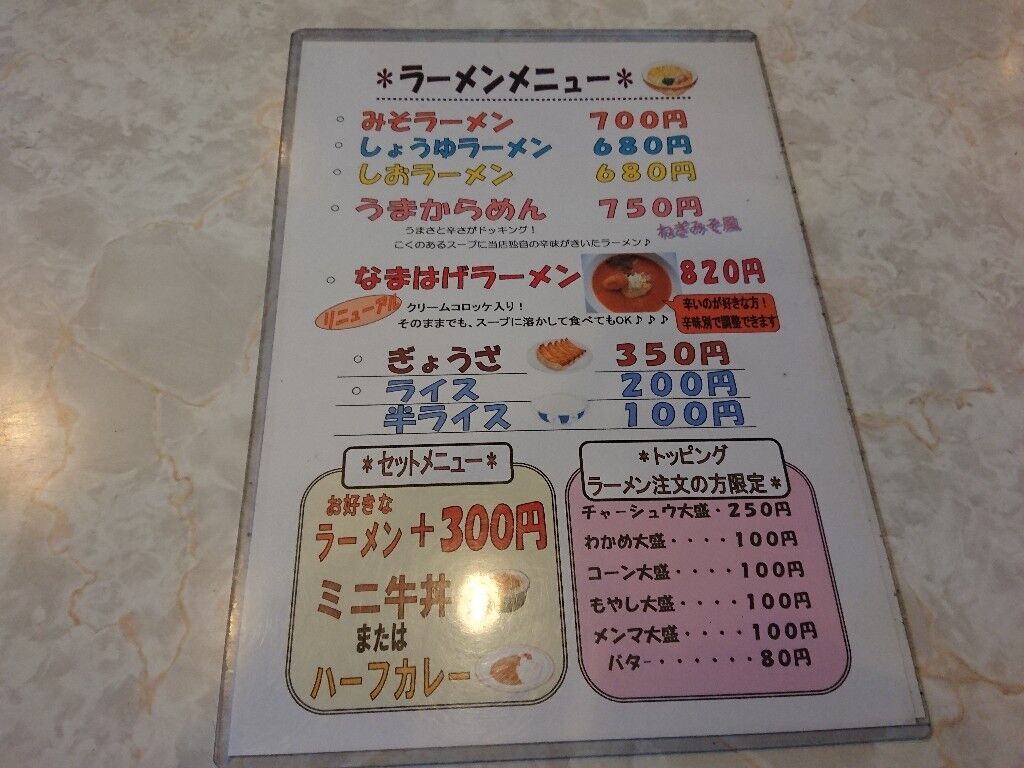 ＊ラーメンメニュー＊
○ みそラーメン 700円
○ しょうゆラーメン 680円
○ しおラーメン 680円
○ うまからめん 750円
うまさと辛さがドッキング！
ねぎみそ風
こくのあるスープに当店独自の辛味がきいたラーメン♪
○ なまはげラーメン 820円
リニューアル
クリームコロッケ入り！
そのままでも、スープに溶かして食べてもOK♪♪♪
辛いのが好きな方！
辛味別で調整できます
○ ぎょうざ 350円
○ ライス 200円
半ライス 100円
＊セットメニュー＊
お好きな
ラーメン＋300円
ミニ牛丼
または
ハーフカレー
＊トッピング
ラーメン注文の方限定＊
チャーシュウ大盛・250円
わかめ大盛・・・・100円
コーン大盛・・・・100円
もやし大盛・・・・100円
メンマ大盛・・・・100円
バター・・・・・・80円